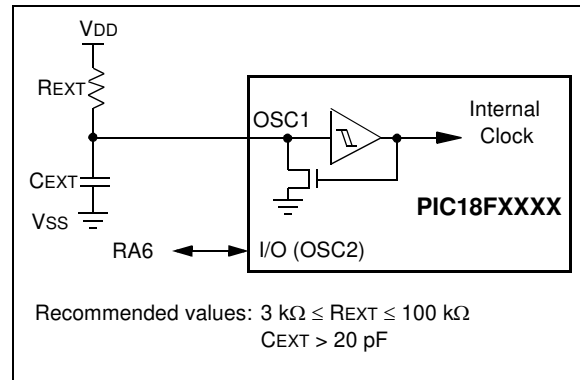 VDD
REXT
OSC1
Internal
Clock
CEXT
PIC18FXXXX
VSS
RA6
I/O (OSC2)
Recommended values: 3 kΩ ≤ REXT ≤ 100 kΩ
CEXT > 20 pF